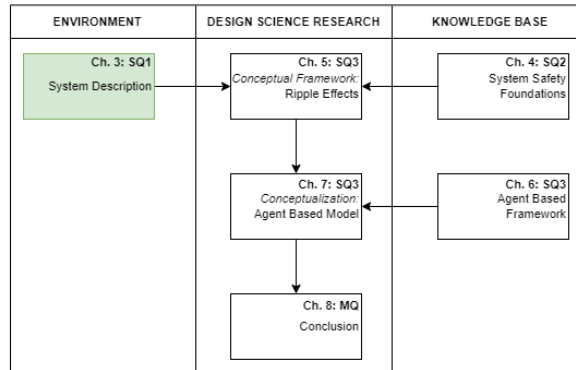 ENVIRONMENT
DESIGN SCIENCE RESEARCH
KNOWLEDGE BASE
Ch. 3: SQ1
System Description
Ch. 5: SQ3
Conceptual Framework:
Ripple Effects
Ch. 4: SQ2
System Safety
Foundations
Ch. 7: SQ3
Conceptualization:
Agent Based Model
Ch. 6: SQ3
Agent Based
Framework
Ch. 8: MQ
Conclusion